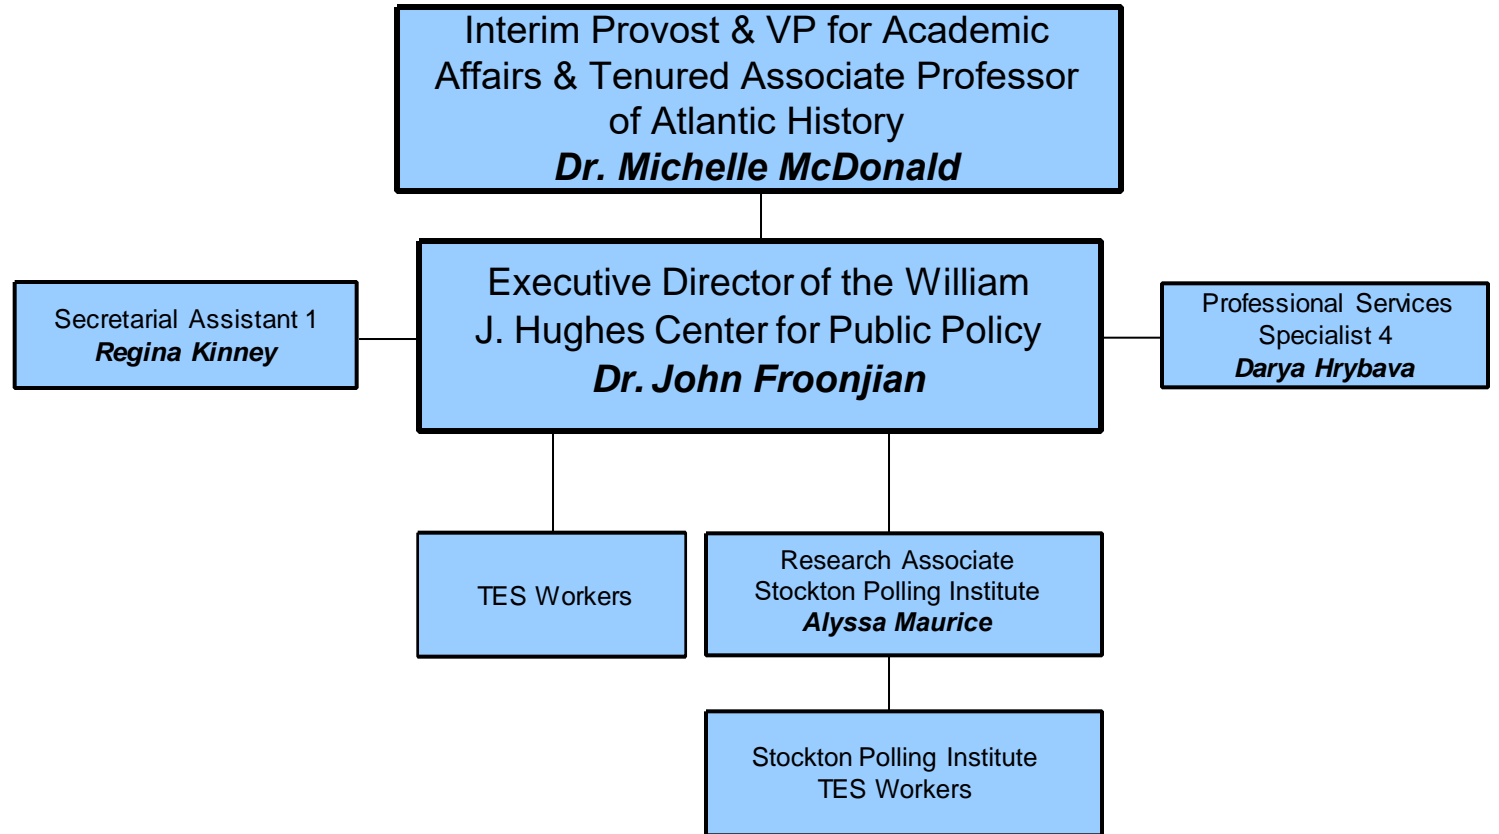 Interim Provost & VP for Academic
Affairs & Tenured Associate Professor
of Atlantic History
Dr. Michelle McDonald
Executive Director of the William
J. Hughes Center for Public Policy
Dr. John Froonjian
Secretarial Assistant 1
Regina Kinney
Professional Services
Specialist 4
Darya Hrybava
TES Workers
Research Associate
Stockton Polling Institute
Alyssa Maurice
Stockton Polling Institute
TES Workers